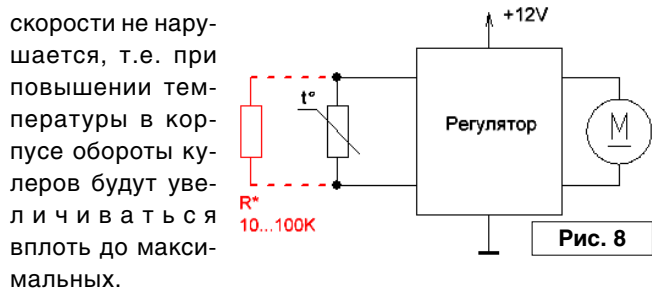 скорости не нару-
шается, т.е. при
повышении тем-
пературы в кор-
пусе обороты ку-
леров будут уве-
личиваться
вплоть до макси-
мальных.
+12V
t°
Регулятор
M
R*
10...100K
Рис. 8